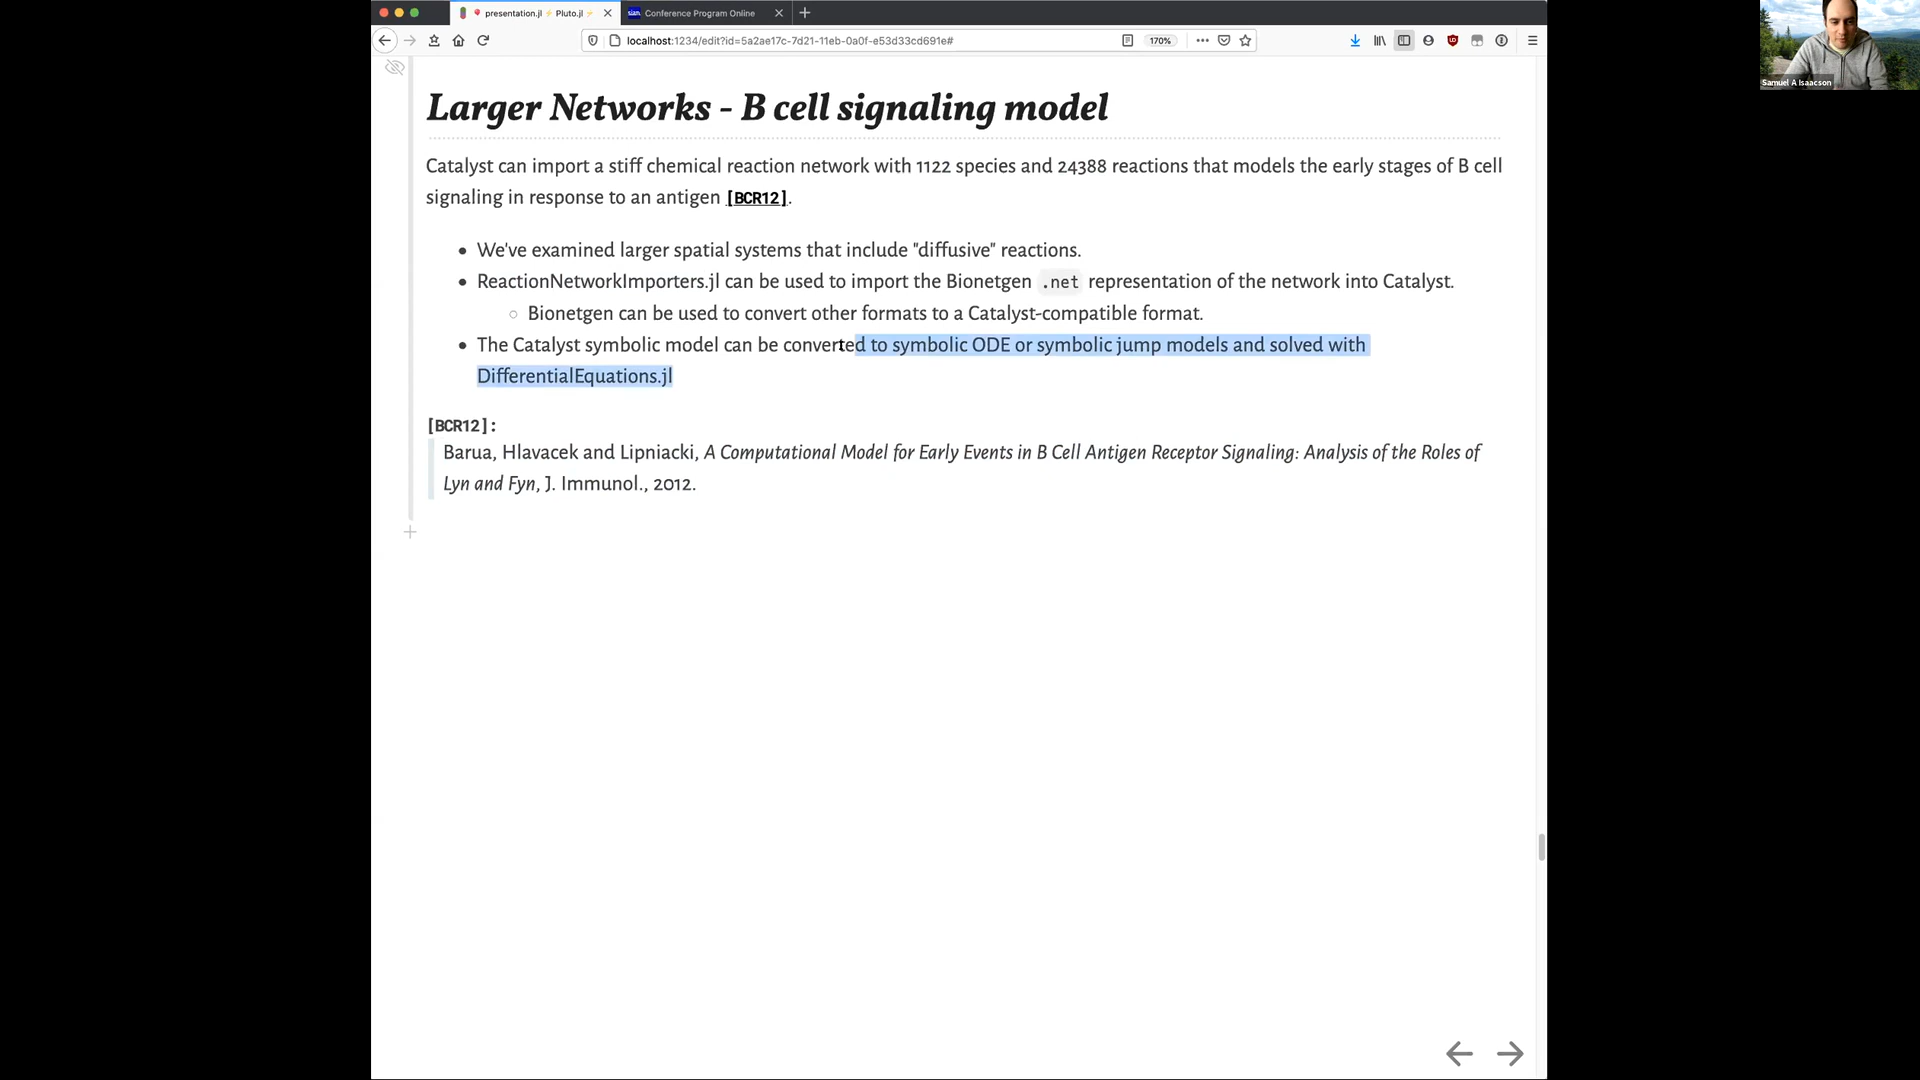 presentation.jl ⚡ Pluto.jl ⚡
Conference Program Online
localhost:1234/edit?id=5a2ae17c-7d21-11eb-0a0f-e53d33cd691e#
170%
Samuel A Isaacson
Larger Networks - B cell signaling model
Catalyst can import a stiff chemical reaction network with 1122 species and 24388 reactions that models the early stages of B cell
signaling in response to an antigen [BCR12].
• We've examined larger spatial systems that include "diffusive" reactions.
• ReactionNetworkImporters.jl can be used to import the Bionetgen .net representation of the network into Catalyst.
○ Bionetgen can be used to convert other formats to a Catalyst-compatible format.
• The Catalyst symbolic model can be converted to symbolic ODE or symbolic jump models and solved with
DifferentialEquations.jl
[BCR12]:
Barua, Hlavacek and Lipniacki, A Computational Model for Early Events in B Cell Antigen Receptor Signaling: Analysis of the Roles of
Lyn and Fyn, J. Immunol., 2012.